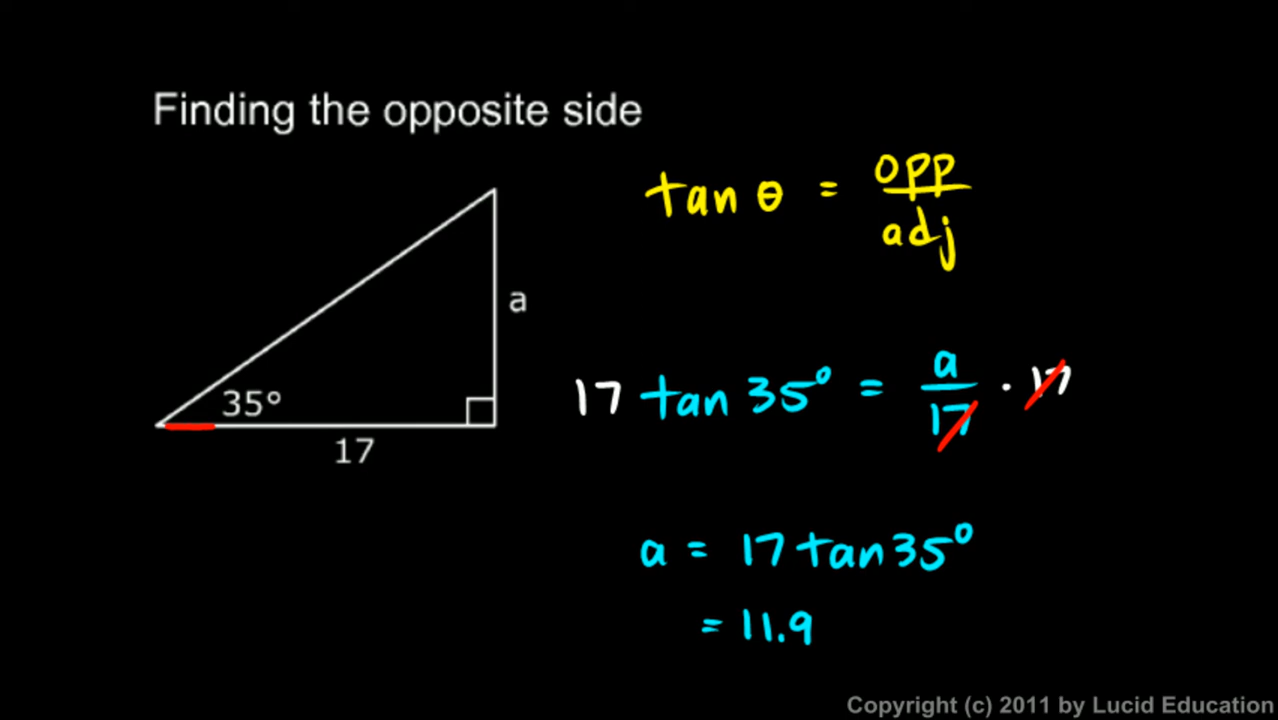 Finding the opposite side
tan θ = opp/adj
a
35°
17
17 tan 35° = a/17 · 17
a = 17 tan 35°
= 11.9
Copyright (c) 2011 by Lucid Education